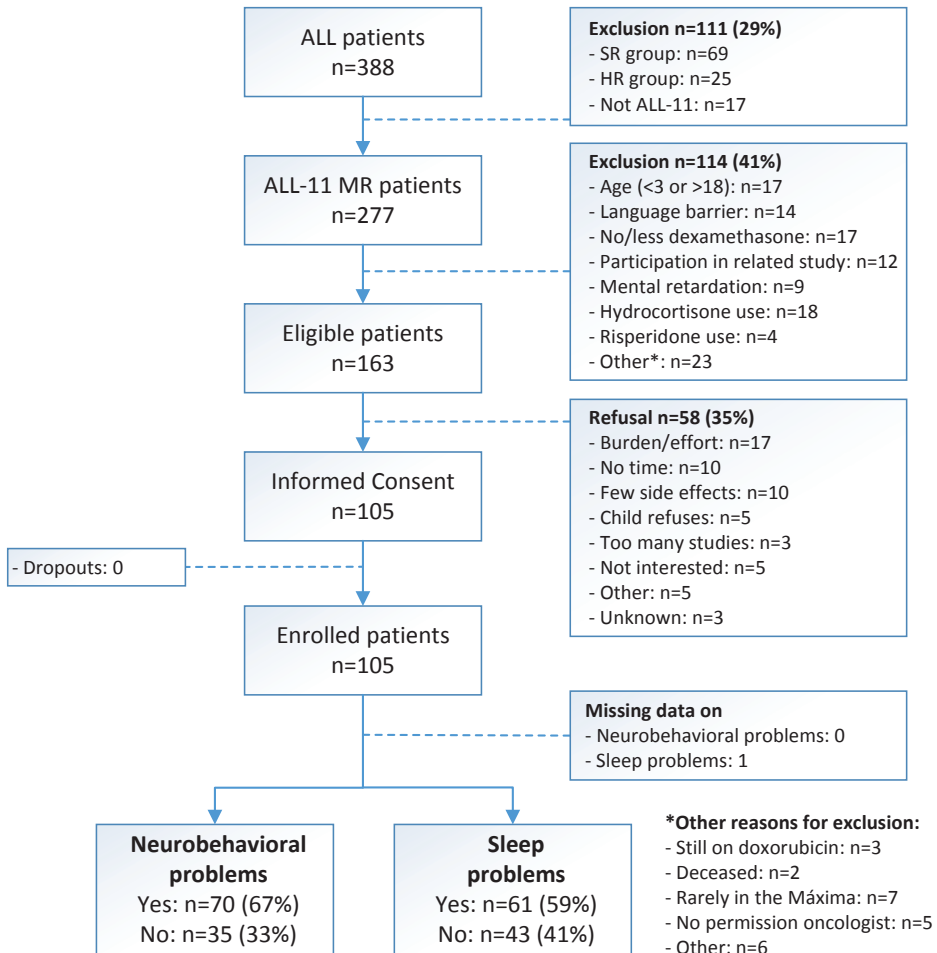 ALL patients
n=388
Exclusion n=111 (29%)
- SR group: n=69
- HR group: n=25
- Not ALL-11: n=17
ALL-11 MR patients
n=277
Exclusion n=114 (41%)
- Age (<3 or >18): n=17
- Language barrier: n=14
- No/less dexamethasone: n=17
- Participation in related study: n=12
- Mental retardation: n=9
- Hydrocortisone use: n=18
- Risperidone use: n=4
- Other*: n=23
Eligible patients
n=163
Refusal n=58 (35%)
- Burden/effort: n=17
- No time: n=10
- Few side effects: n=10
- Child refuses: n=5
- Too many studies: n=3
- Not interested: n=5
- Other: n=5
- Unknown: n=3
Informed Consent
n=105
- Dropouts: 0
Enrolled patients
n=105
Missing data on
- Neurobehavioral problems: 0
- Sleep problems: 1
Neurobehavioral
problems
Yes: n=70 (67%)
No: n=35 (33%)
Sleep
problems
Yes: n=61 (59%)
No: n=43 (41%)
*Other reasons for exclusion:
- Still on doxorubicin: n=3
- Deceased: n=2
- Rarely in the Máxima: n=7
- No permission oncologist: n=5
- Other: n=6